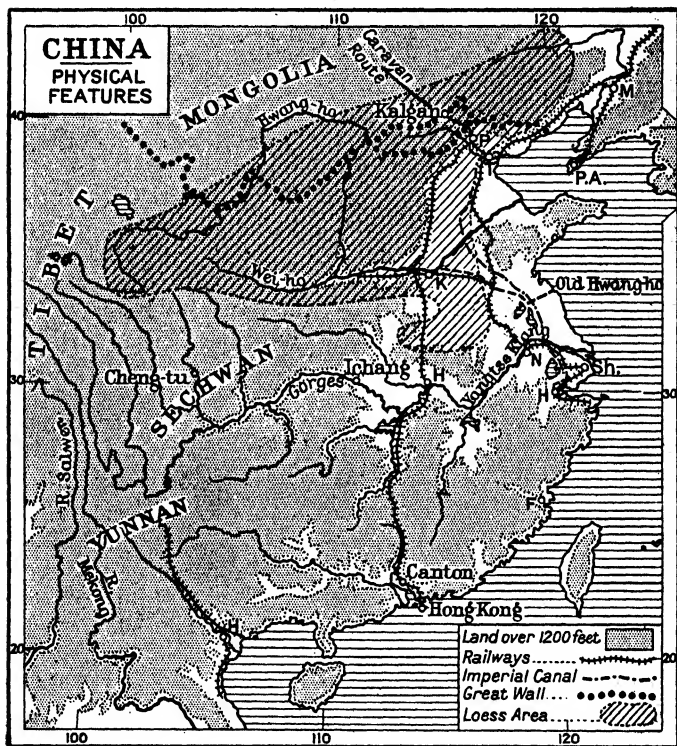 100 110 120
CHINA
PHYSICAL
FEATURES
MONGOLIA
Caravan
Route
Hwang-ho
Kalgan
40
M
B
T
P.A.
TIBET
Wei-ho
K
Old Hwangho
30
Cheng-tu
SECHWAN
Ichang
Gorges
H
Yangtse Kiang
N
Sh.
H
30
R. Salwen
YUNNAN
R.
Mekong
F
Canton
Hong Kong
H
20
20
Land over 1200 feet
Railways
Imperial Canal
Great Wall
Loess Area
100 110 120